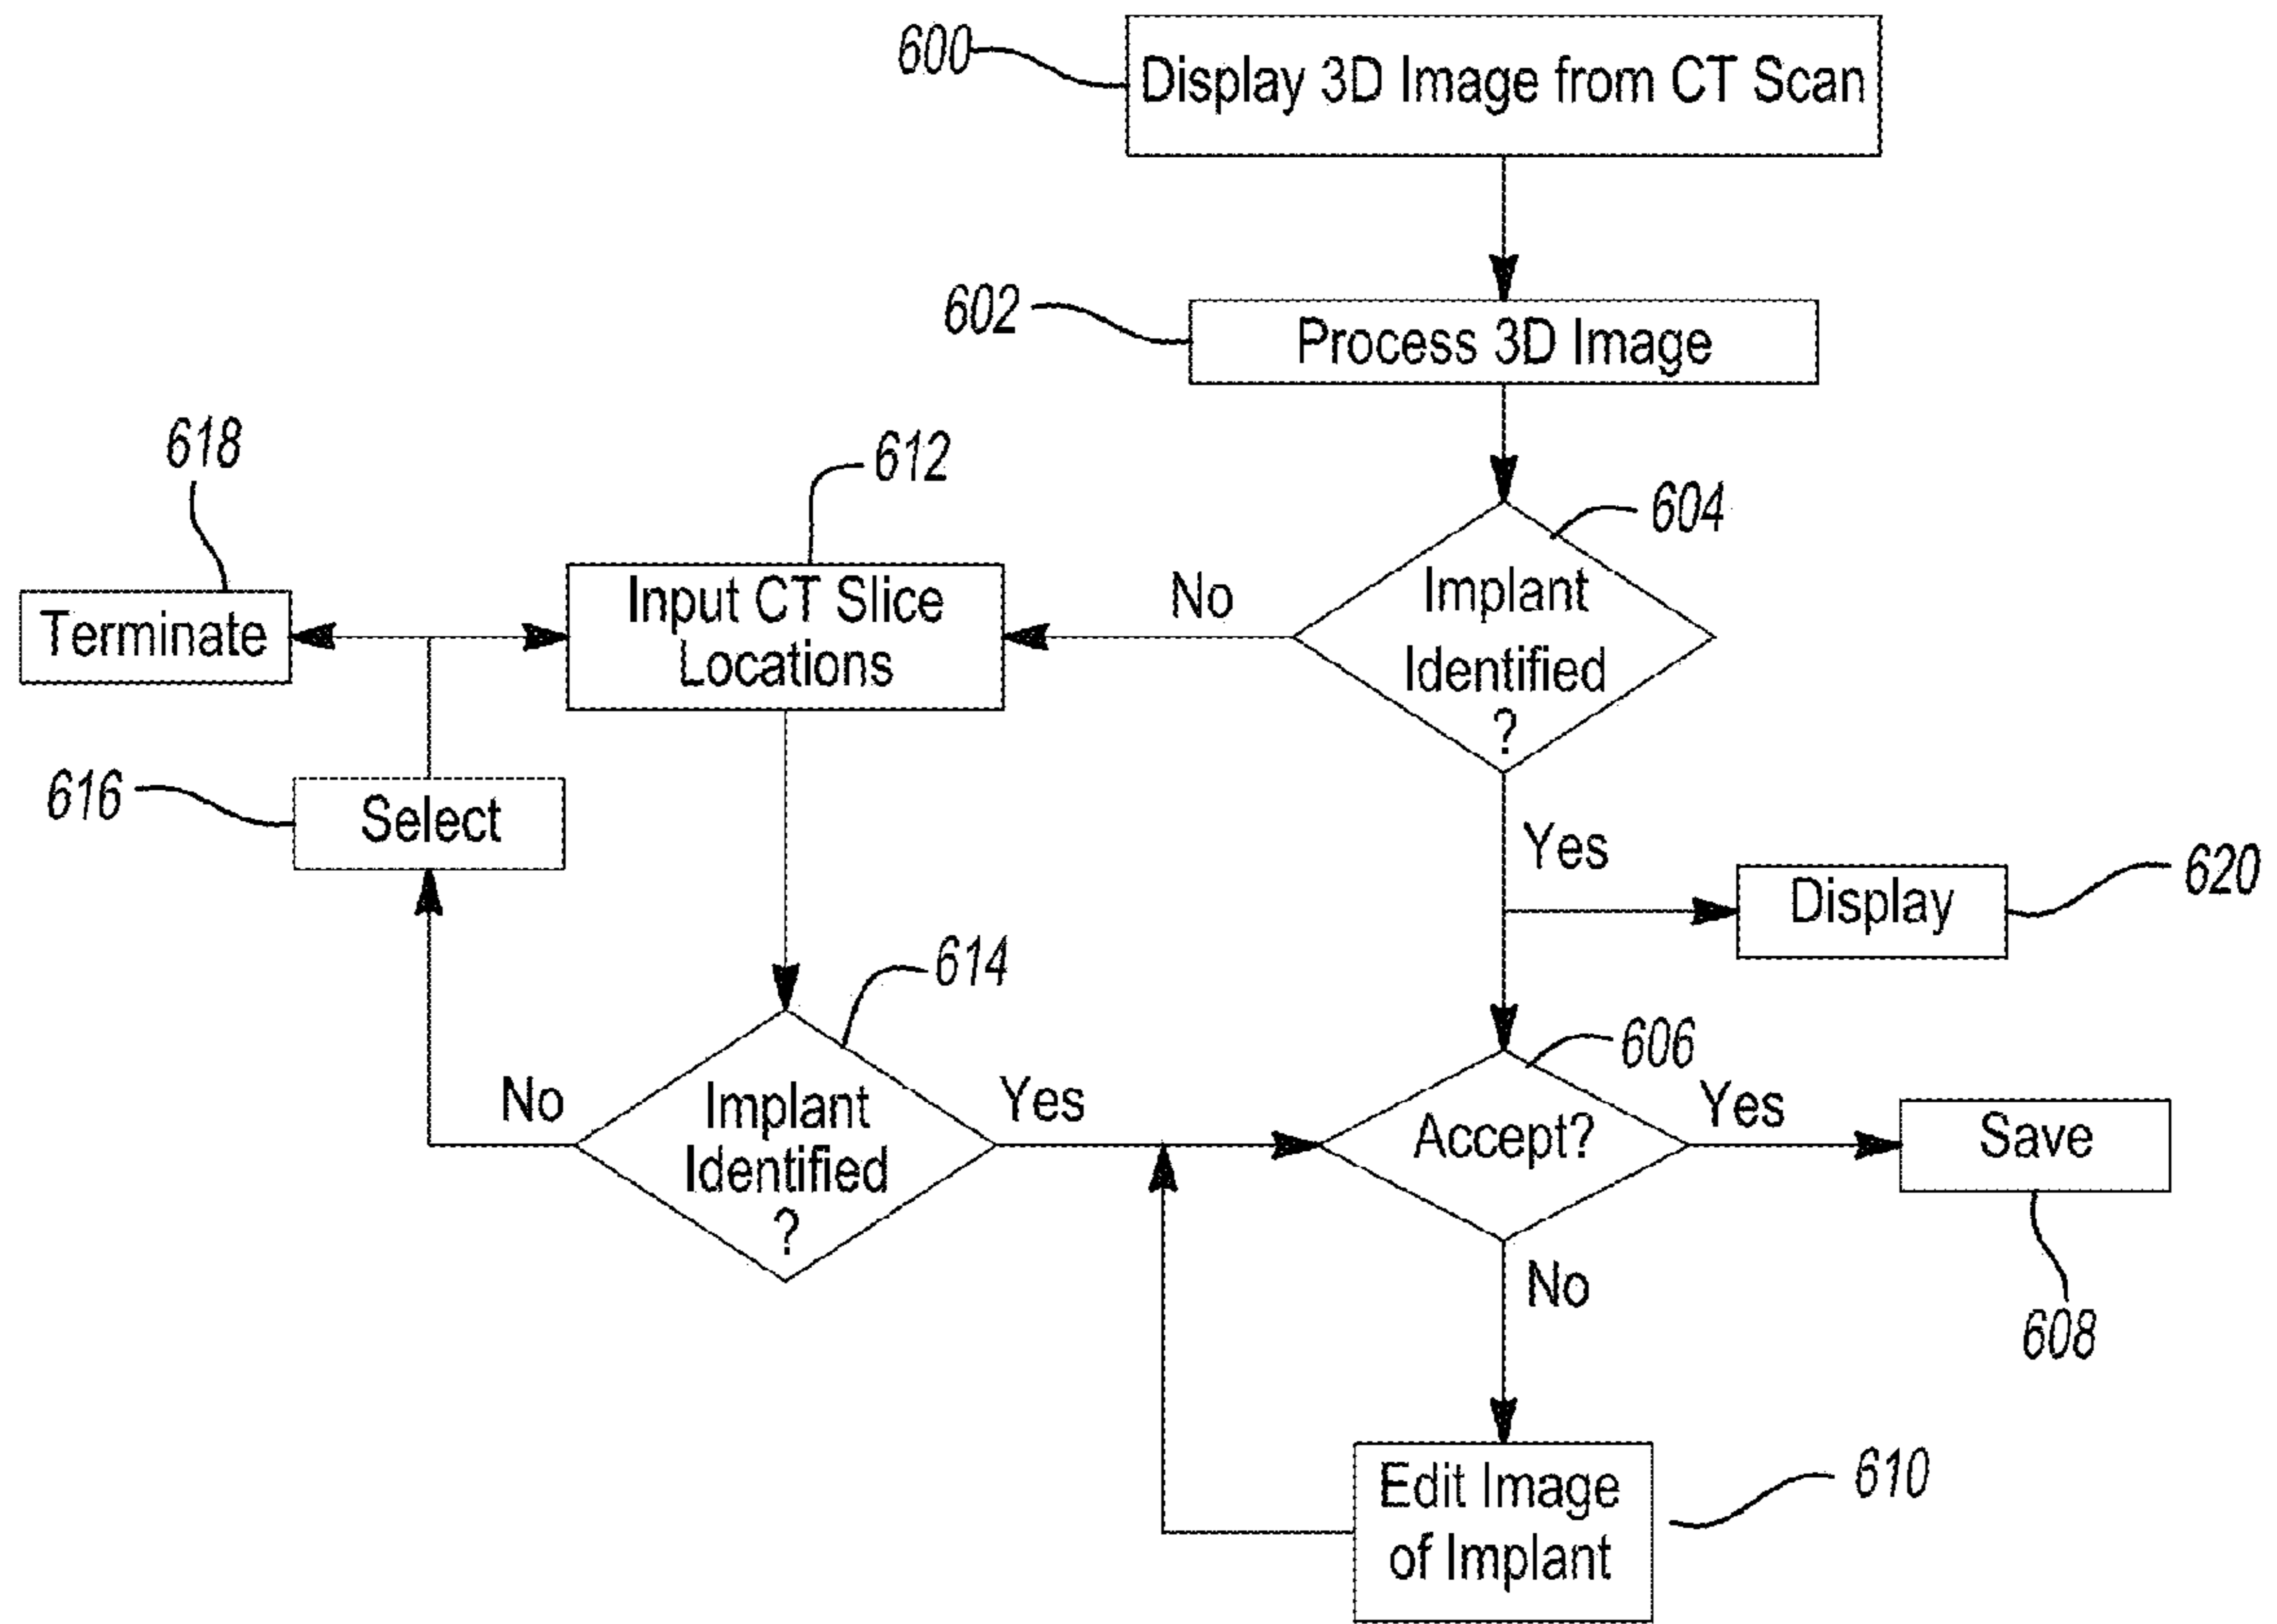 600
Display 3D Image from CT Scan
602
Process 3D Image
618
612
604
Terminate
Input CT Slice
Locations
No
Implant
Identified
?
616
Select
Yes
Display
620
614
606
No
Implant
Identified
?
Yes
Accept?
Yes
Save
608
No
Edit Image
of Implant
610